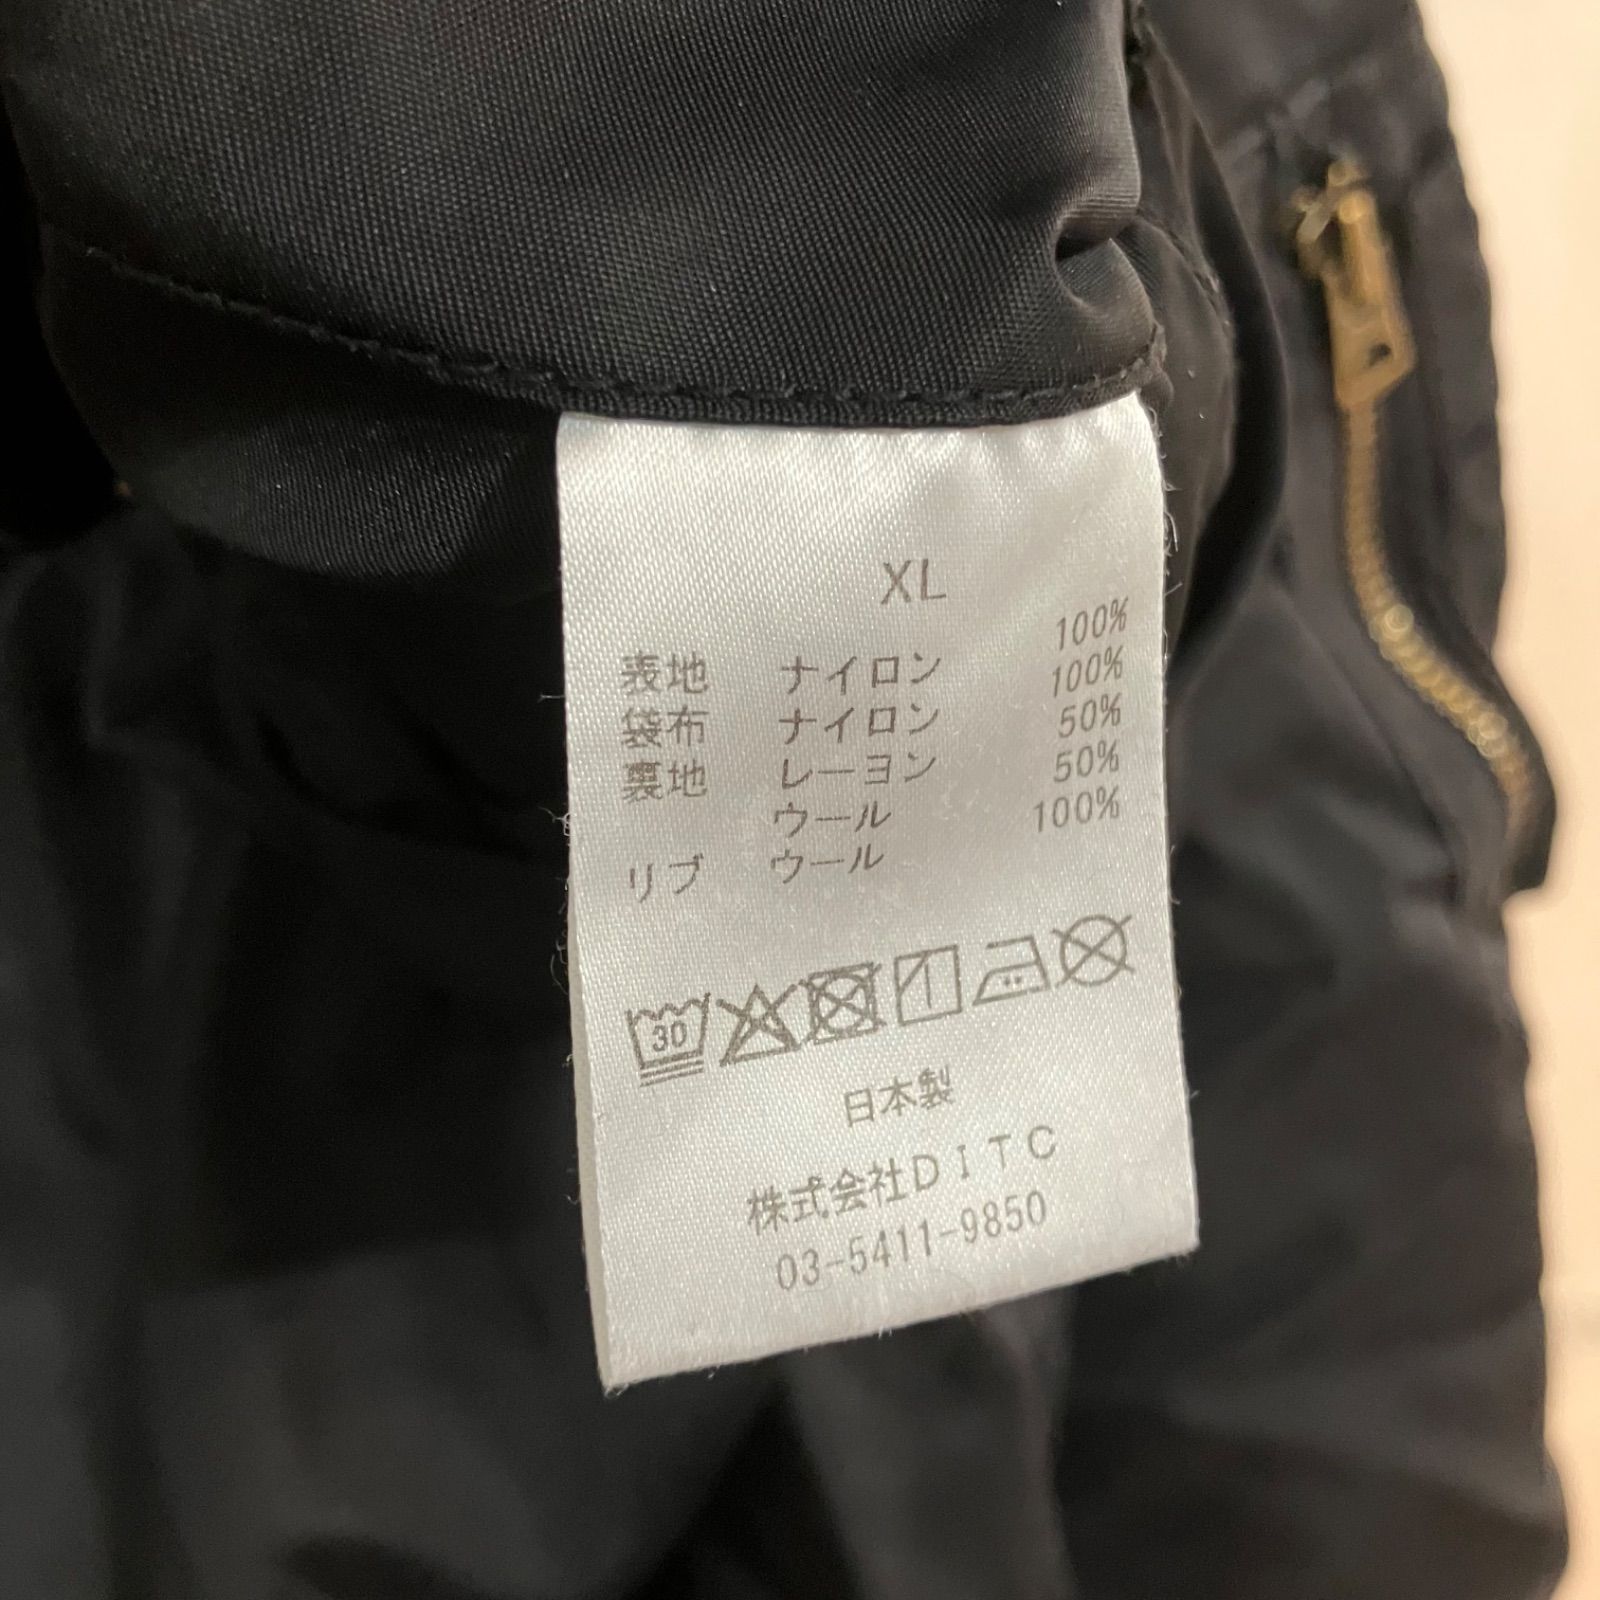 XL
表地 ナイロン 100%
袋布 ナイロン 100%
裏地 レーヨン 50%
ウール 50%
リブ ウール 100%
30
日本製
株式会社DITC
03-5411-9850